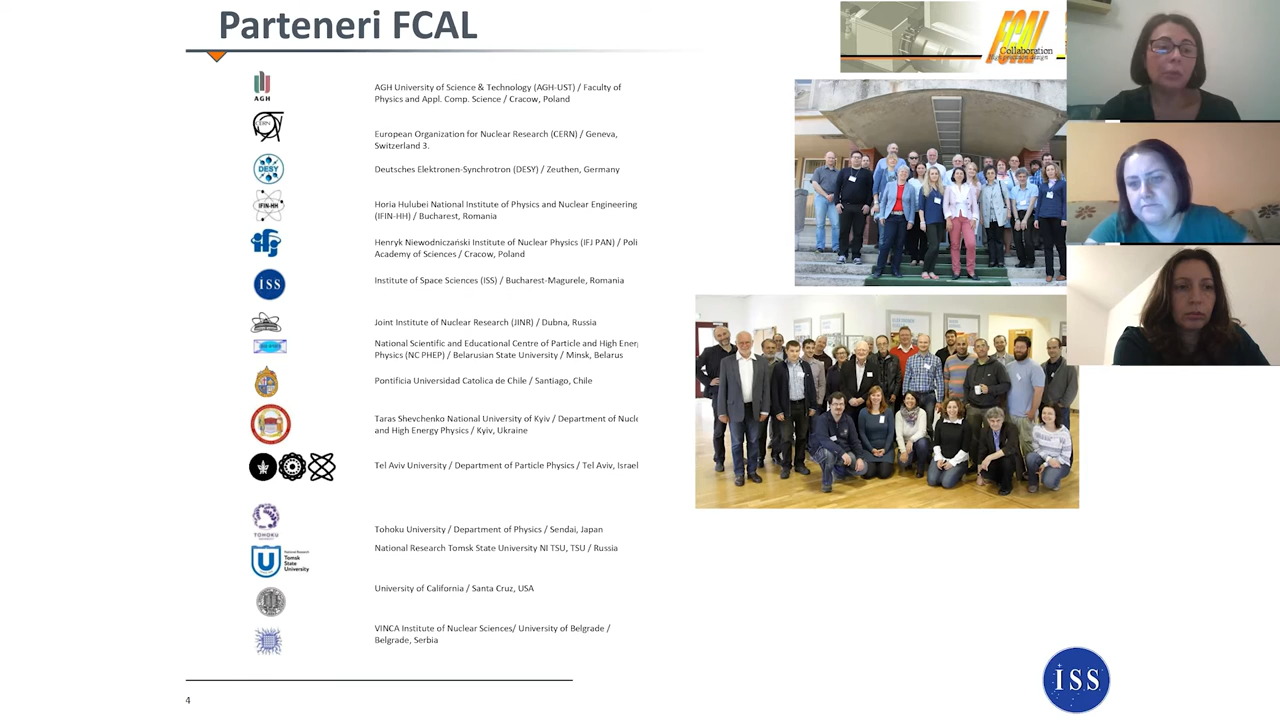 Parteneri FCAL
FCAL
Collaboration
High precision design
AGH
AGH University of Science & Technology (AGH-UST) / Faculty of
Physics and Appl. Comp. Science / Cracow, Poland
CERN
European Organization for Nuclear Research (CERN) / Geneva,
Switzerland 3.
DESY
Deutsches Elektronen-Synchrotron (DESY) / Zeuthen, Germany
IFIN-HH
Horia Hulubei National Institute of Physics and Nuclear Engineering
(IFIN-HH) / Bucharest, Romania
ifj
Henryk Niewodniczański Institute of Nuclear Physics (IFJ PAN) / Poli
Academy of Sciences / Cracow, Poland
ISS
Institute of Space Sciences (ISS) / Bucharest-Magurele, Romania
Joint Institute of Nuclear Research (JINR) / Dubna, Russia
National Scientific and Educational Centre of Particle and High Ener
Physics (NC PHEP) / Belarusian State University / Minsk, Belarus
Pontificia Universidad Catolica de Chile / Santiago, Chile
Taras Shevchenko National University of Kyiv / Department of Nucle
and High Energy Physics / Kyiv, Ukraine
Tel Aviv University / Department of Particle Physics / Tel Aviv, Israel
TOHOKU
Tohoku University / Department of Physics / Sendai, Japan
National Research
Tomsk
State
University
National Research Tomsk State University NI TSU, TSU / Russia
University of California / Santa Cruz, USA
VINCA Institute of Nuclear Sciences/ University of Belgrade /
Belgrade, Serbia
4
ISS